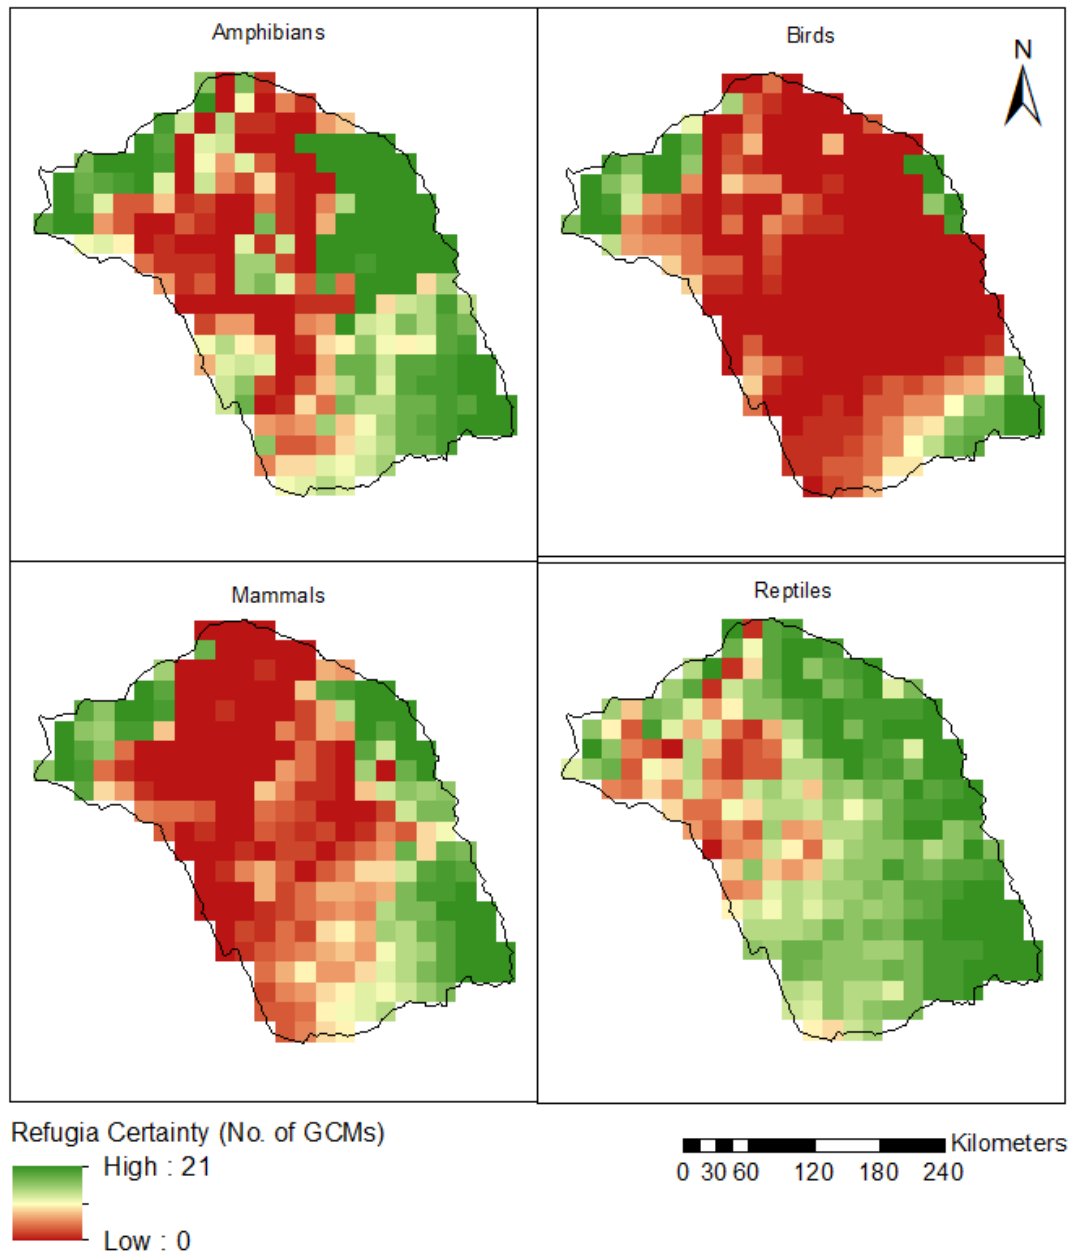 Amphibians
Birds
N
Mammals
Reptiles
Refugia Certainty (No. of GCMs)
High : 21
Low : 0
Kilometers
0 30 60 120 180 240